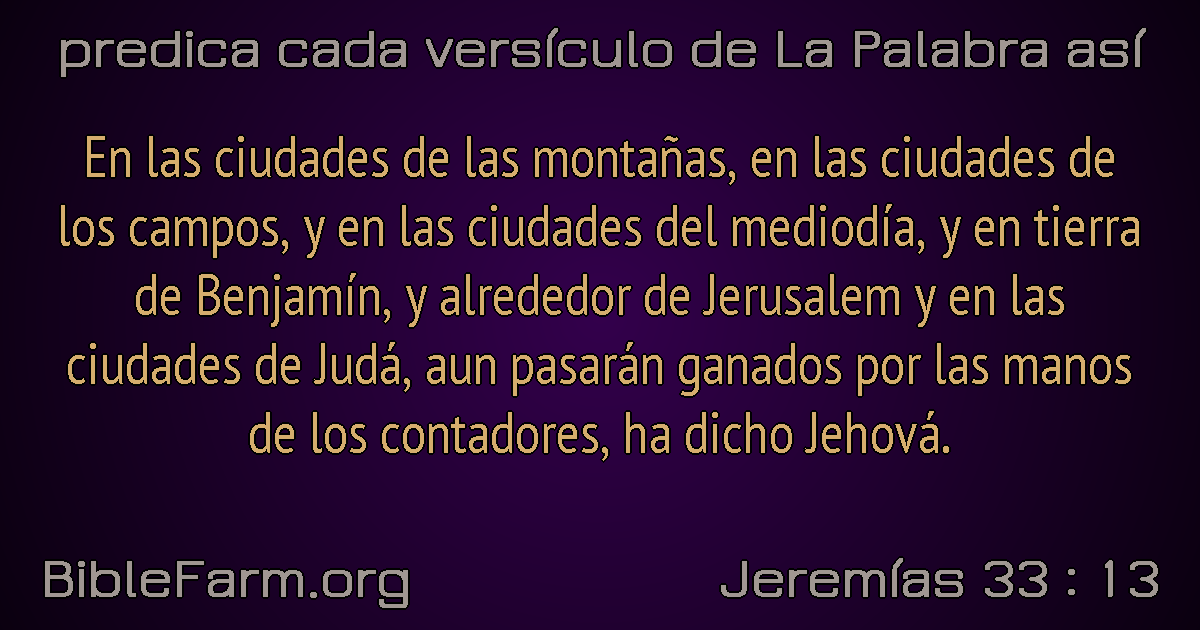 predica cada versículo de La Palabra así
En las ciudades de las montañas, en las ciudades de
los campos, y en las ciudades del mediodía, y en tierra
de Benjamín, y alrededor de Jerusalem y en las
ciudades de Judá, aun pasarán ganados por las manos
de los contadores, ha dicho Jehová.
BibleFarm.org
Jeremías 33 : 13